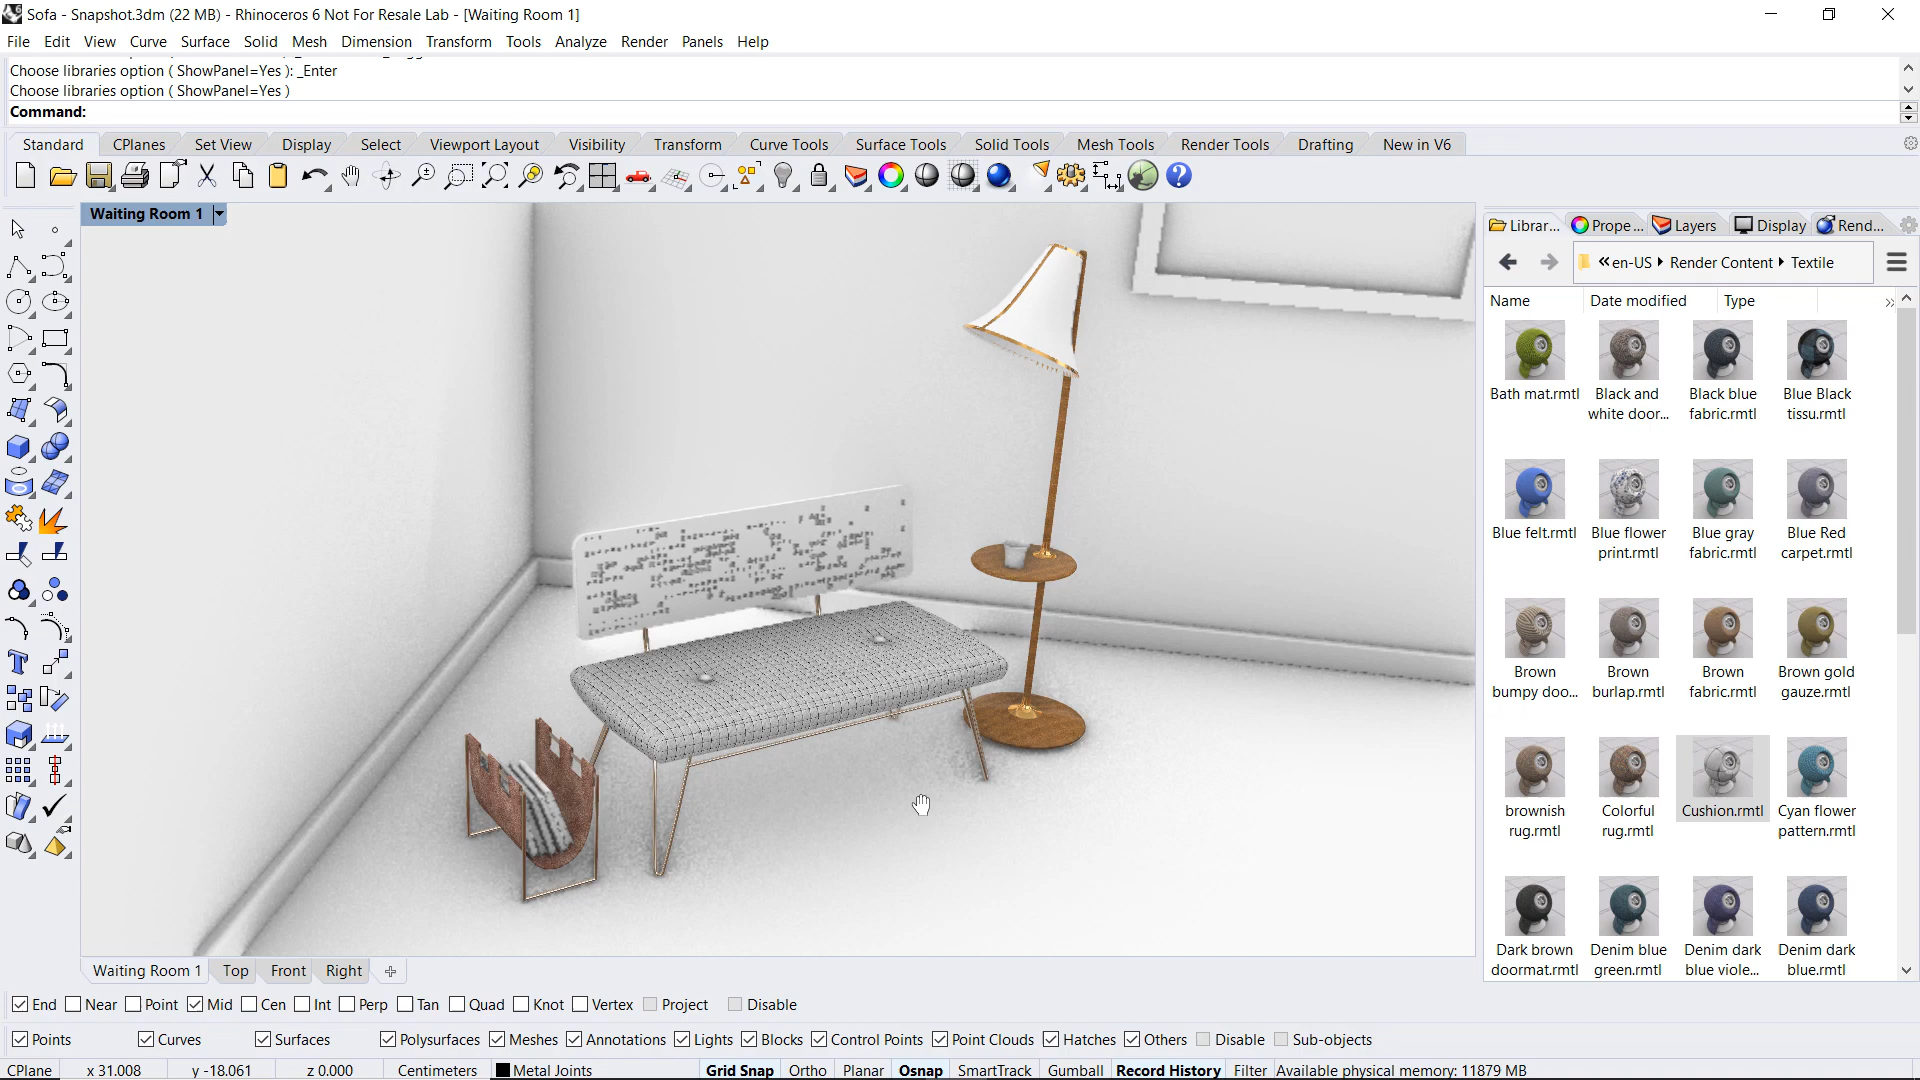 Sofa - Snapshot.3dm (22 MB) - Rhinoceros 6 Not For Resale Lab - [Waiting Room 1]
File Edit View Curve Surface Solid Mesh Dimension Transform Tools Analyze Render Panels Help
Choose libraries option ( ShowPanel=Yes ): _Enter
Choose libraries option ( ShowPanel=Yes )
Command:
Standard CPlanes Set View Display Select Viewport Layout Visibility Transform Curve Tools Surface Tools Solid Tools Mesh Tools Render Tools Drafting New in V6
Waiting Room 1
Librar... Prope... Layers Display Rend...
« en-US Render Content Textile
Name Date modified Type »
Bath mat.rmtl Black and white door... Black blue fabric.rmtl Blue Black tissu.rmtl
Blue felt.rmtl Blue flower print.rmtl Blue gray fabric.rmtl Blue Red carpet.rmtl
Brown bumpy doo... Brown burlap.rmtl Brown fabric.rmtl Brown gold gauze.rmtl
brownish rug.rmtl Colorful rug.rmtl Cushion.rmtl Cyan flower pattern.rmtl
Dark brown doormat.rmtl Denim blue green.rmtl Denim dark blue viole... Denim dark blue.rmtl
Waiting Room 1 Top Front Right
End Near Point Mid Cen Int Perp Tan Quad Knot Vertex Project Disable
Points Curves Surfaces Polysurfaces Meshes Annotations Lights Blocks Control Points Point Clouds Hatches Others Disable Sub-objects
CPlane x 31.008 y -18.061 z 0.000 Centimeters Metal Joints Grid Snap Ortho Planar Osnap SmartTrack Gumball Record History Filter Available physical memory: 11879 MB